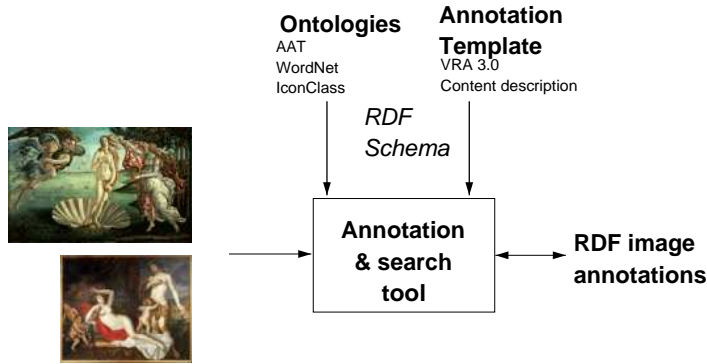 Ontologies
AAT
WordNet
IconClass
Annotation
Template
VRA 3.0
Content description
RDF
Schema
Annotation
& search
tool
RDF image
annotations